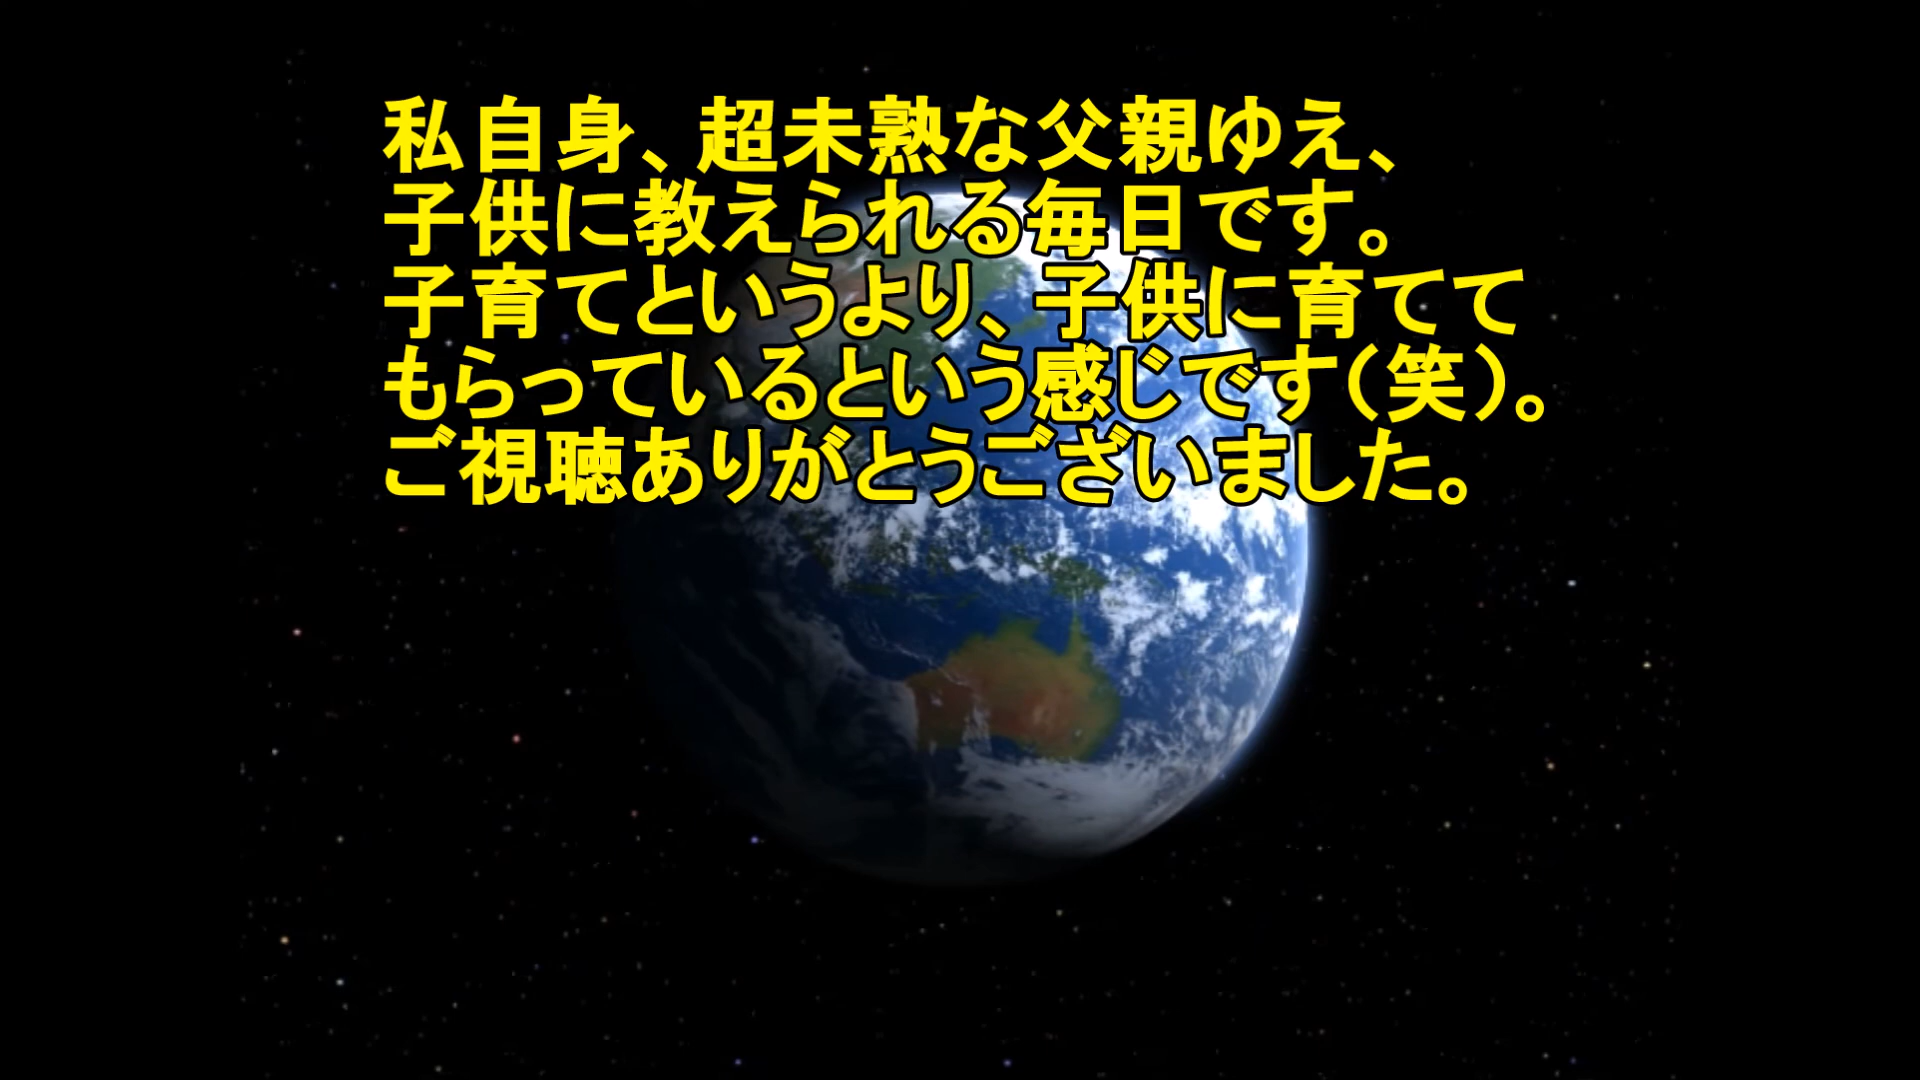 私自身、超未熟な父親ゆえ、
子供に教えられる毎日です。
子育てというより、子供に育てて
もらっているという感じです（笑）。
ご視聴ありがとうございました。